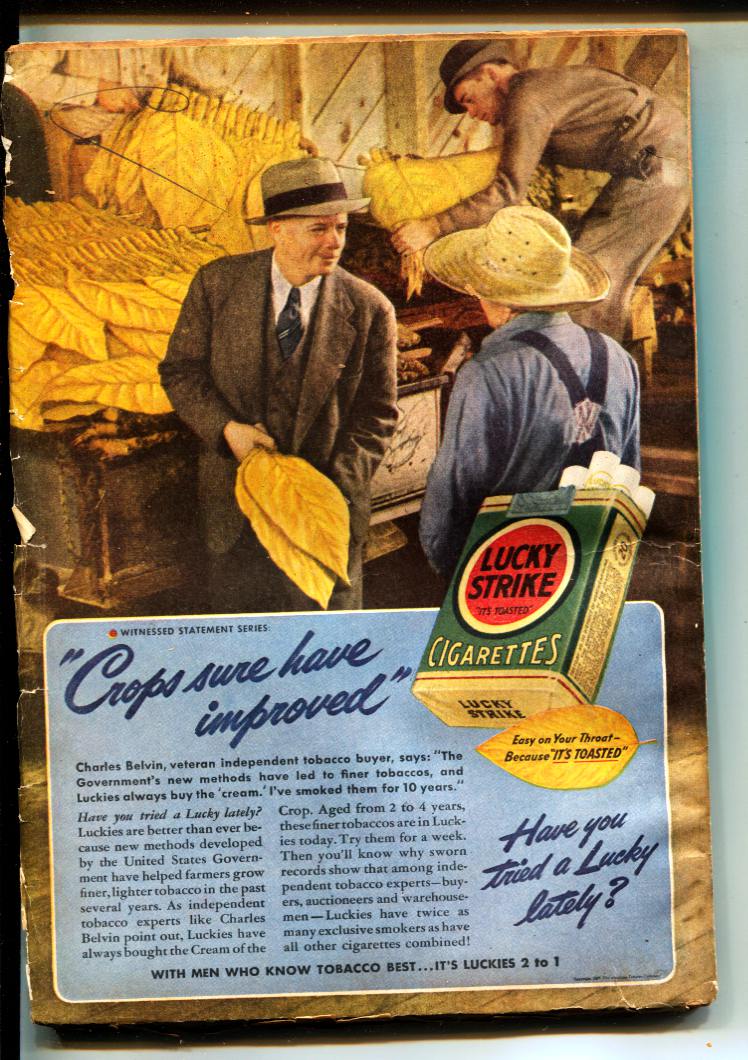 LUCKY
STRIKE
"IT'S TOASTED"
CIGARETTES
LUCKY
STRIKE
WITNESSED STATEMENT SERIES:
"Crops sure have
improved"
Easy on Your Throat—
Because "IT'S TOASTED"
Charles Belvin, veteran independent tobacco buyer, says: "The
Government's new methods have led to finer tobaccos, and
Luckies always buy the 'cream.' I've smoked them for 10 years."
Have you tried a Lucky lately?
Luckies are better than ever be-
cause new methods developed
by the United States Govern-
ment have helped farmers grow
finer, lighter tobacco in the past
several years. As independent
tobacco experts like Charles
Belvin point out, Luckies have
always bought the Cream of the
Crop. Aged from 2 to 4 years,
these finer tobaccos are in Luck-
ies today. Try them for a week.
Then you'll know why sworn
records show that among inde-
pendent tobacco experts—buy-
ers, auctioneers and warehouse-
men—Luckies have twice as
many exclusive smokers as have
all other cigarettes combined!
Have you
tried a Lucky
lately?
WITH MEN WHO KNOW TOBACCO BEST...IT'S LUCKIES 2 to 1